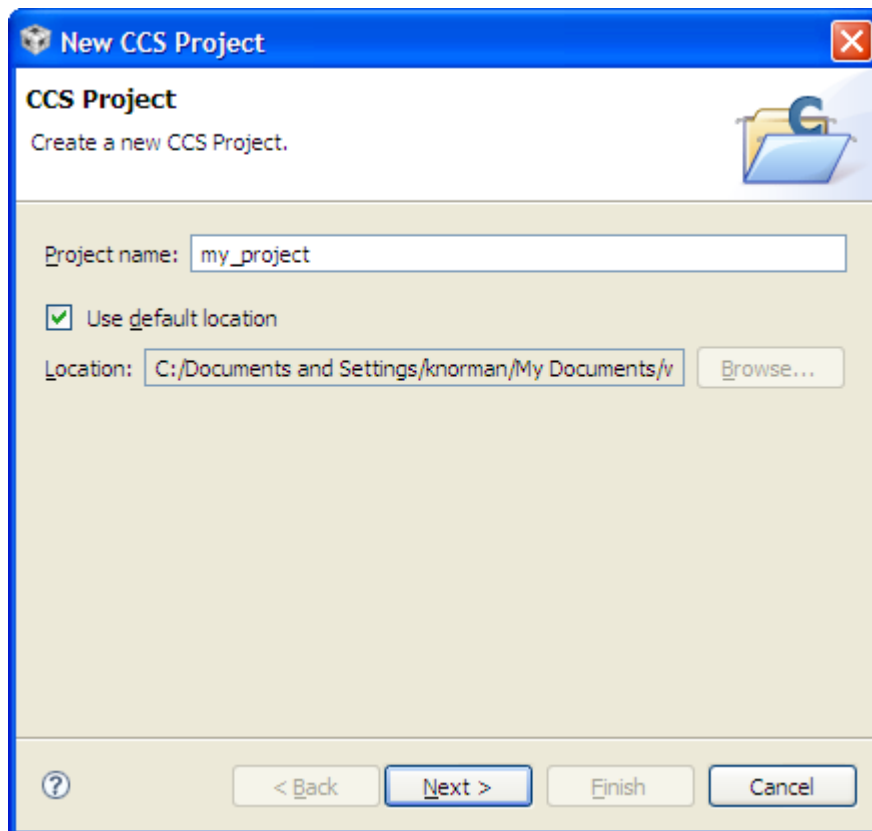 New CCS Project
CCS Project
Create a new CCS Project.
Project name: my_project
Use default location
Location: C:/Documents and Settings/knorman/My Documents/ Browse...
? < Back Next > Finish Cancel